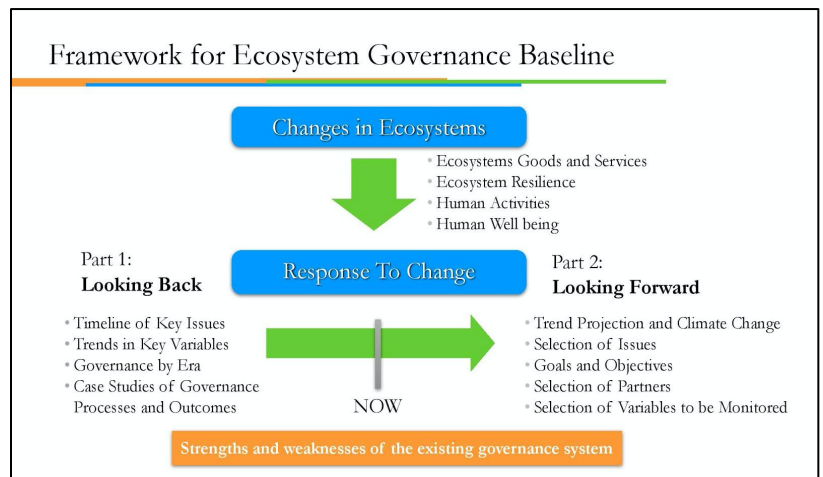 Framework for Ecosystem Governance Baseline
Changes in Ecosystems
• Ecosystems Goods and Services
• Ecosystem Resilience
• Human Activities
• Human Well being
Part 1:
Looking Back
Response To Change
Part 2:
Looking Forward
• Timeline of Key Issues
• Trends in Key Variables
• Governance by Era
• Case Studies of Governance
Processes and Outcomes
NOW
• Trend Projection and Climate Change
• Selection of Issues
• Goals and Objectives
• Selection of Partners
• Selection of Variables to be Monitored
Strengths and weaknesses of the existing governance system